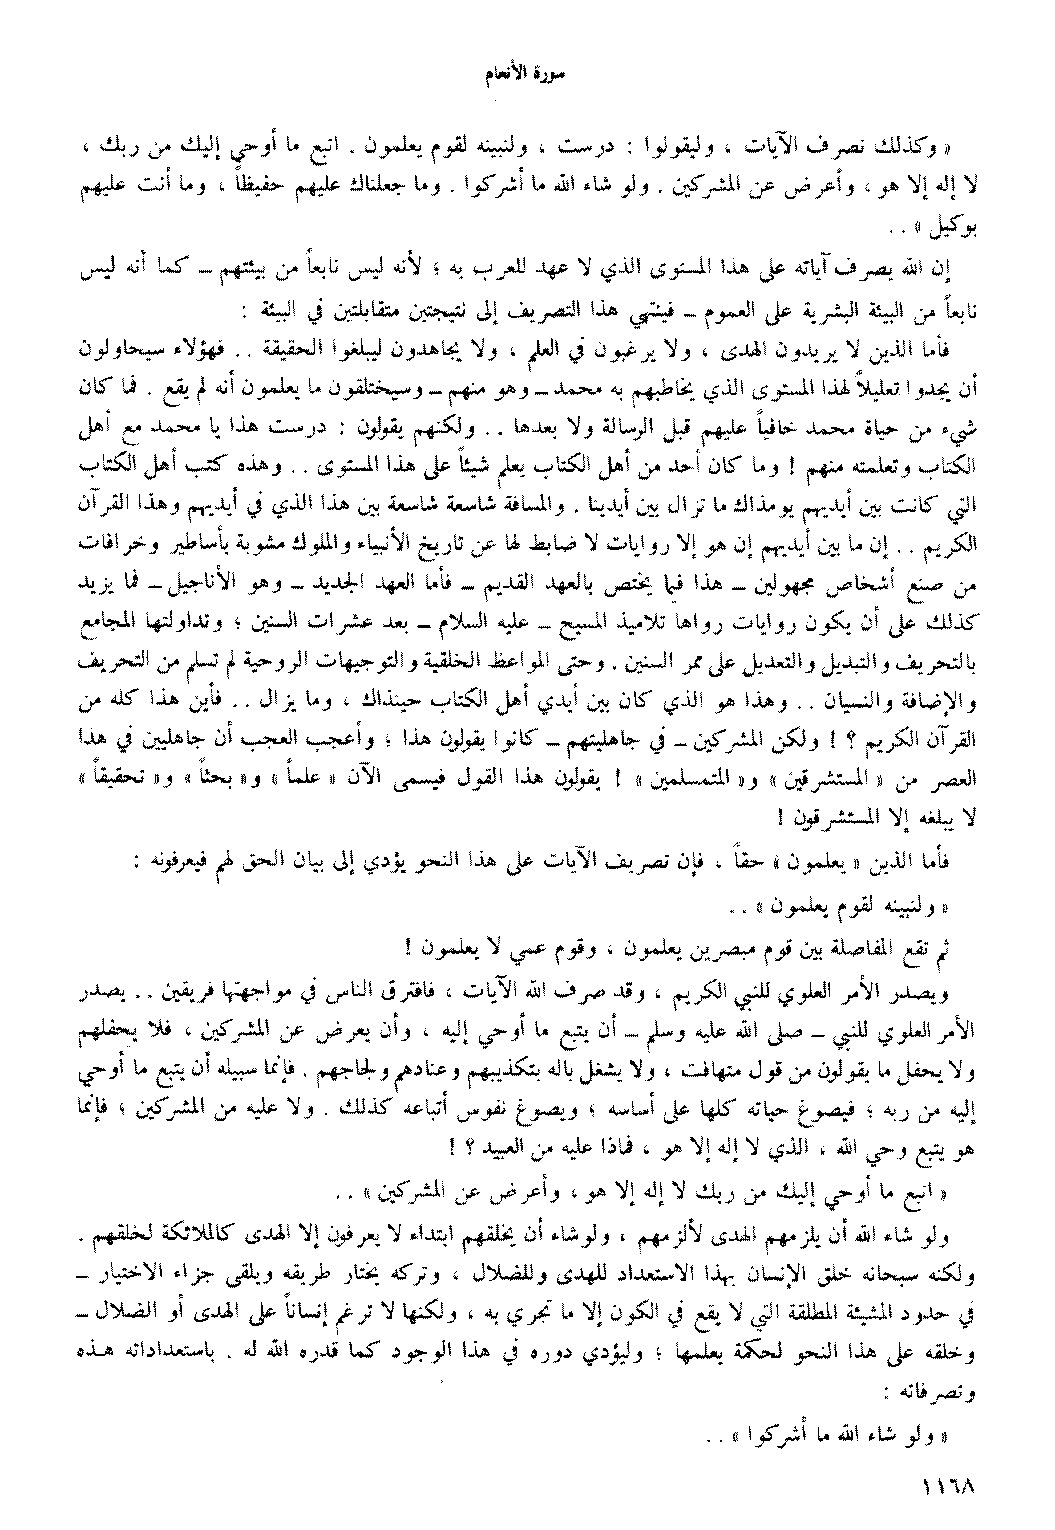 سورة الأنعام
« وكذلك نصرف الآيات ، وليقولوا : درست ، ولنبينه لقوم يعلمون . اتبع ما أوحي إليك من ربك ،
لا إله إلا هو ، وأعرض عن المشركين . ولو شاء الله ما أشركوا . وما جعلناك عليهم حفيظاً ، وما أنت عليهم
بوكيل » . .
إن الله يصرف آياته على هذا المستوى الذي لا عهد للعرب به ؛ لأنه ليس نابعاً من بيئتهم – كما أنه ليس
نابعاً من البيئة البشرية على العموم – فينتهي هذا التصريف إلى نتيجتين متقابلتين في البيئة :
فأما الذين لا يريدون الهدى ، ولا يرغبون في العلم ، ولا يجاهدون ليبلغوا الحقيقة . . فهؤلاء سيحاولون
أن يجدوا تعليلاً لهذا المستوى الذي يخاطبهم به محمد – وهو منهم – وسيختلقون ما يعلمون أنه لم يقع . فما كان
شيء من حياة محمد خافياً عليهم قبل الرسالة ولا بعدها . . ولكنهم يقولون : درست هذا يا محمد مع أهل
الكتاب وتعلمته منهم ! وما كان أحد من أهل الكتاب يعلم شيئاً على هذا المستوى . . وهذه كتب أهل الكتاب
التي كانت بين أيديهم يومذاك ما تزال بين أيدينا . والمسافة شاسعة شاسعة بين هذا الذي في أيديهم وهذا القرآن
الكريم . . إن ما بين أيديهم إن هو إلا روايات لا ضابط لها عن تاريخ الأنبياء والملوك مشوبة بأساطير وخرافات
من صنع أشخاص مجهولين – هذا فيما يختص بالعهد القديم – فأما العهد الجديد – وهو الأناجيل – فما يزيد
كذلك على أن يكون روايات رواها تلاميذ المسيح – عليه السلام – بعد عشرات السنين ؛ وتداولتها المجامع
بالتحريف والتبديل والتعديل على ممر السنين . وحتى المواعظ الخلقية والتوجيهات الروحية لم تسلم من التحريف
والإضافة والنسيان . . وهذا هو الذي كان بين أيدي أهل الكتاب حينذاك ، وما يزال . . فأين هذا كله من
القرآن الكريم ؟ ! ولكن المشركين – في جاهليتهم – كانوا يقولون هذا ؛ وأعجب العجب أن جاهليين في هذا
العصر من « المستشرقين » و« المتمسلمين » ! يقولون هذا القول فيسمى الآن « علماً » و« بحثاً » و« تحقيقاً »
لا يبلغه إلا المستشرقون !
فأما الذين « يعلمون » حقاً ، فإن تصريف الآيات على هذا النحو يؤدي إلى بيان الحق لهم فيعرفونه :
« ولنبينه لقوم يعلمون » . .
ثم تقع المفاصلة بين قوم مبصرين يعلمون ، وقوم عمي لا يعلمون !
ويصدر الأمر العلوي للنبي الكريم ، وقد صرف الله الآيات ، فافترق الناس في مواجهتها فريقين . . يصدر
الأمر العلوي للنبي – صلى الله عليه وسلم – أن يتبع ما أوحي إليه ، وأن يعرض عن المشركين ، فلا يحفلهم
ولا يحفل ما يقولون من قول متهافت ، ولا يشغل باله بتكذيبهم وعنادهم ولجاجهم . فإنما سبيله أن يتبع ما أوحي
إليه من ربه ؛ فيصوغ حياته كلها على أساسه ؛ ويصوغ نفوس أتباعه كذلك . ولا عليه من المشركين ؛ فإنما
هو يتبع وحي الله ، الذي لا إله إلا هو ، فماذا عليه من العبيد ؟ !
« اتبع ما أوحي إليك من ربك لا إله إلا هو ، وأعرض عن المشركين » . .
ولو شاء الله أن يلزمهم الهدى لألزمهم ، ولو شاء أن يخلقهم ابتداء لا يعرفون إلا الهدى كالملائكة لخلقهم .
ولكنه سبحانه خلق الإنسان بهذا الاستعداد للهدى وللضلال ، وتركه يختار طريقه ويلقى جزاء الاختيار –
في حدود المشيئة المطلقة التي لا يقع في الكون إلا ما تجري به ، ولكنها لا ترغم إنساناً على الهدى أو الضلال –
وخلقه على هذا النحو لحكمة يعلمها ؛ وليؤدي دوره في هذا الوجود كما قدره الله له . باستعداداته هذه
وتصرفاته :
« ولو شاء الله ما أشركوا » . .
١١٦٨